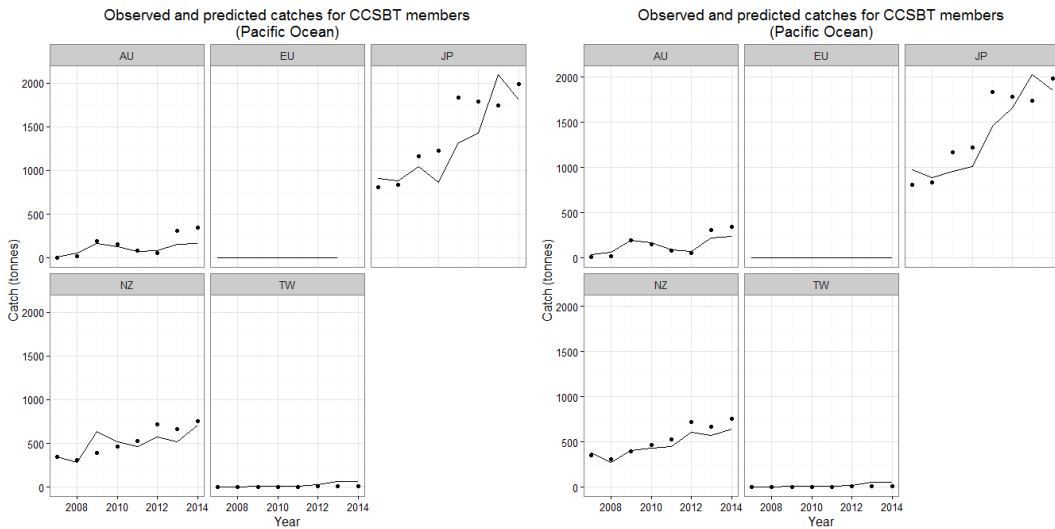 Observed and predicted catches for CCSBT members
(Pacific Ocean)
AU
EU
JP
2000
1500
1000
500
0
NZ
TW
2000
1500
1000
500
0
Catch (tonnes)
2008
2010
2012
2014
2008
2010
2012
2014
Year
Observed and predicted catches for CCSBT members
(Pacific Ocean)
AU
EU
JP
2000
1500
1000
500
0
NZ
TW
2000
1500
1000
500
0
Catch (tonnes)
2008
2010
2012
2014
2008
2010
2012
2014
Year